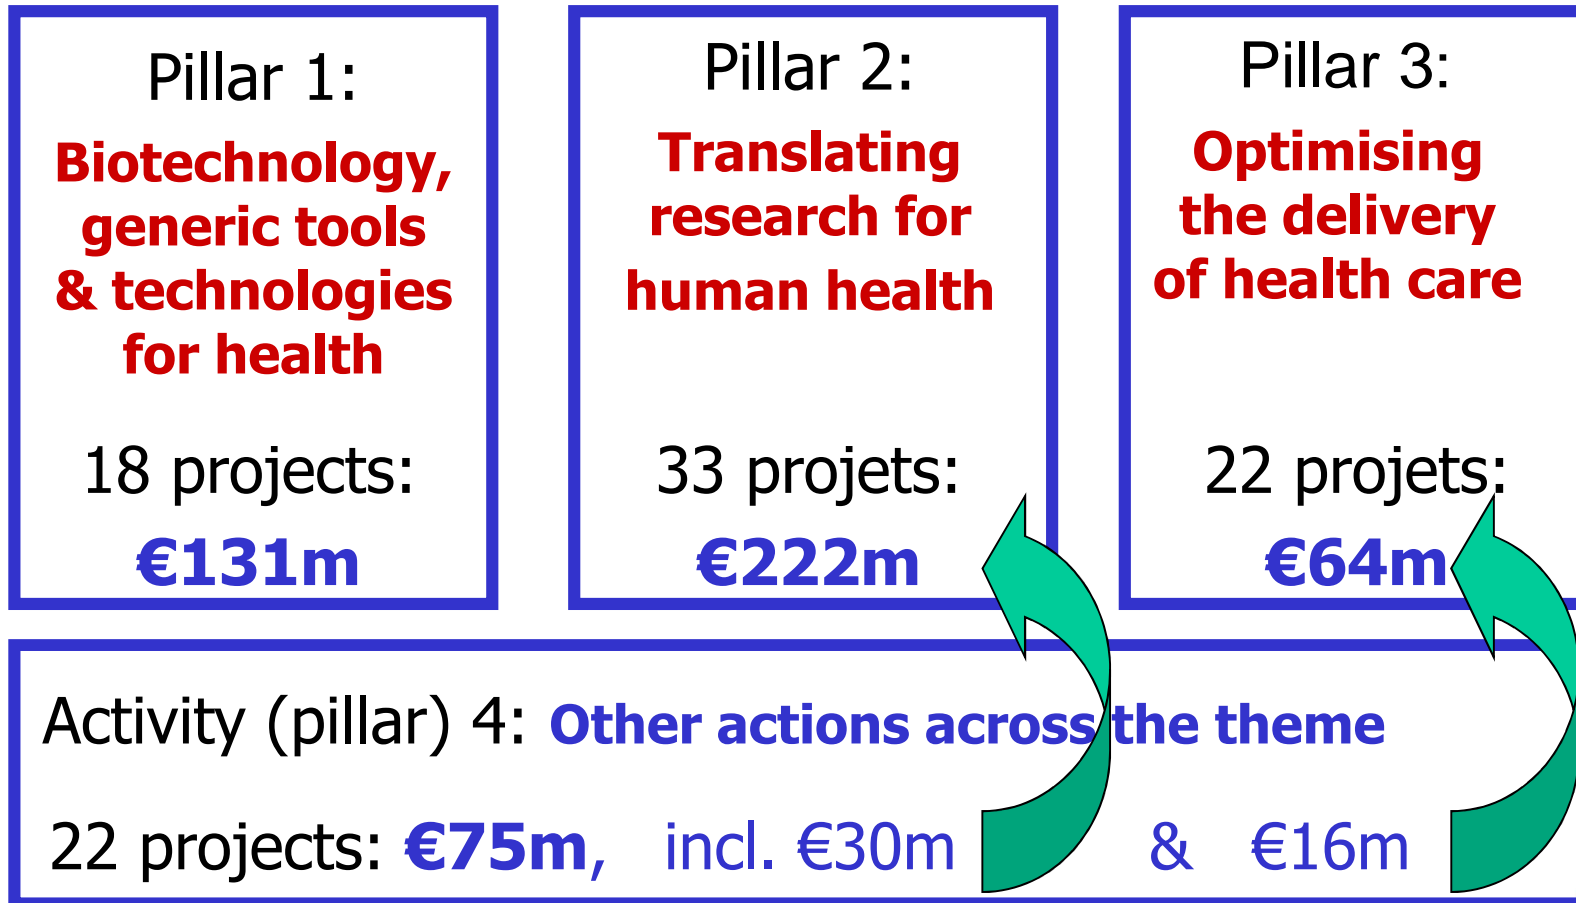 Pillar 1:
Biotechnology,
generic tools
& technologies
for health
18 projects:
€131m
Pillar 2:
Translating
research for
human health
33 projets:
€222m
Pillar 3:
Optimising
the delivery
of health care
22 projets:
€64m
Activity (pillar) 4: Other actions across the theme
22 projects: €75m, incl. €30m & €16m